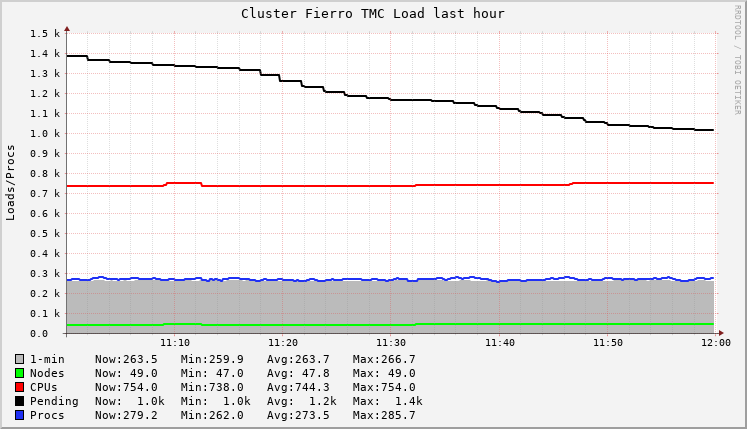 Cluster Fierro TMC Load last hour
RRDTOOL / TOBI OETIKER
Loads/Procs
1.5 k
1.4 k
1.3 k
1.2 k
1.1 k
1.0 k
0.9 k
0.8 k
0.7 k
0.6 k
0.5 k
0.4 k
0.3 k
0.2 k
0.1 k
0.0
11:10 11:20 11:30 11:40 11:50 12:00
1-min Now:263.5 Min:259.9 Avg:263.7 Max:266.7
Nodes Now: 49.0 Min: 47.0 Avg: 47.8 Max: 49.0
CPUs Now:754.0 Min:738.0 Avg:744.3 Max:754.0
Pending Now: 1.0k Min: 1.0k Avg: 1.2k Max: 1.4k
Procs Now:279.2 Min:262.0 Avg:273.5 Max:285.7